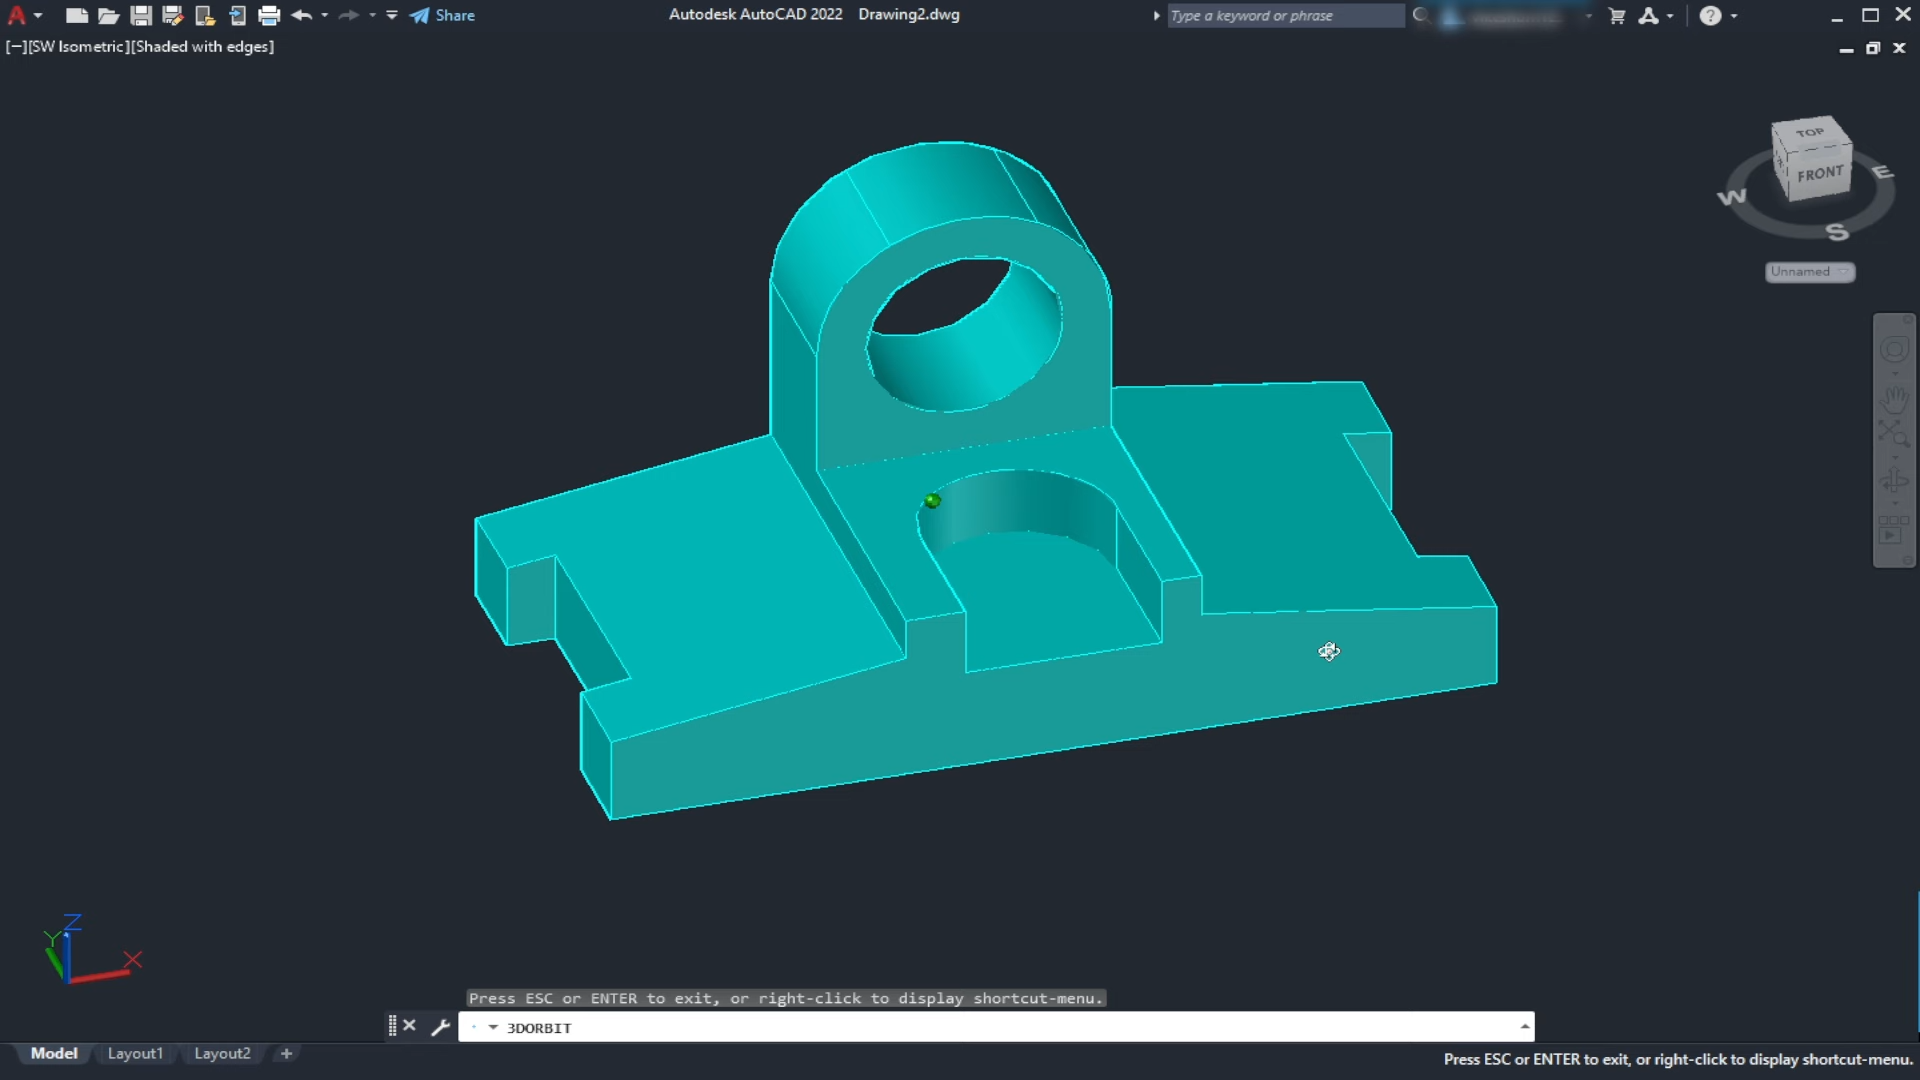 Share
Autodesk AutoCAD 2022 Drawing2.dwg
Type a keyword or phrase
[−][SW Isometric][Shaded with edges]
TOP
FRONT
W
E
S
Unnamed
Z
Y
X
Press ESC or ENTER to exit, or right-click to display shortcut-menu.
3DORBIT
Model Layout1 Layout2 +
Press ESC or ENTER to exit, or right-click to display shortcut-menu.